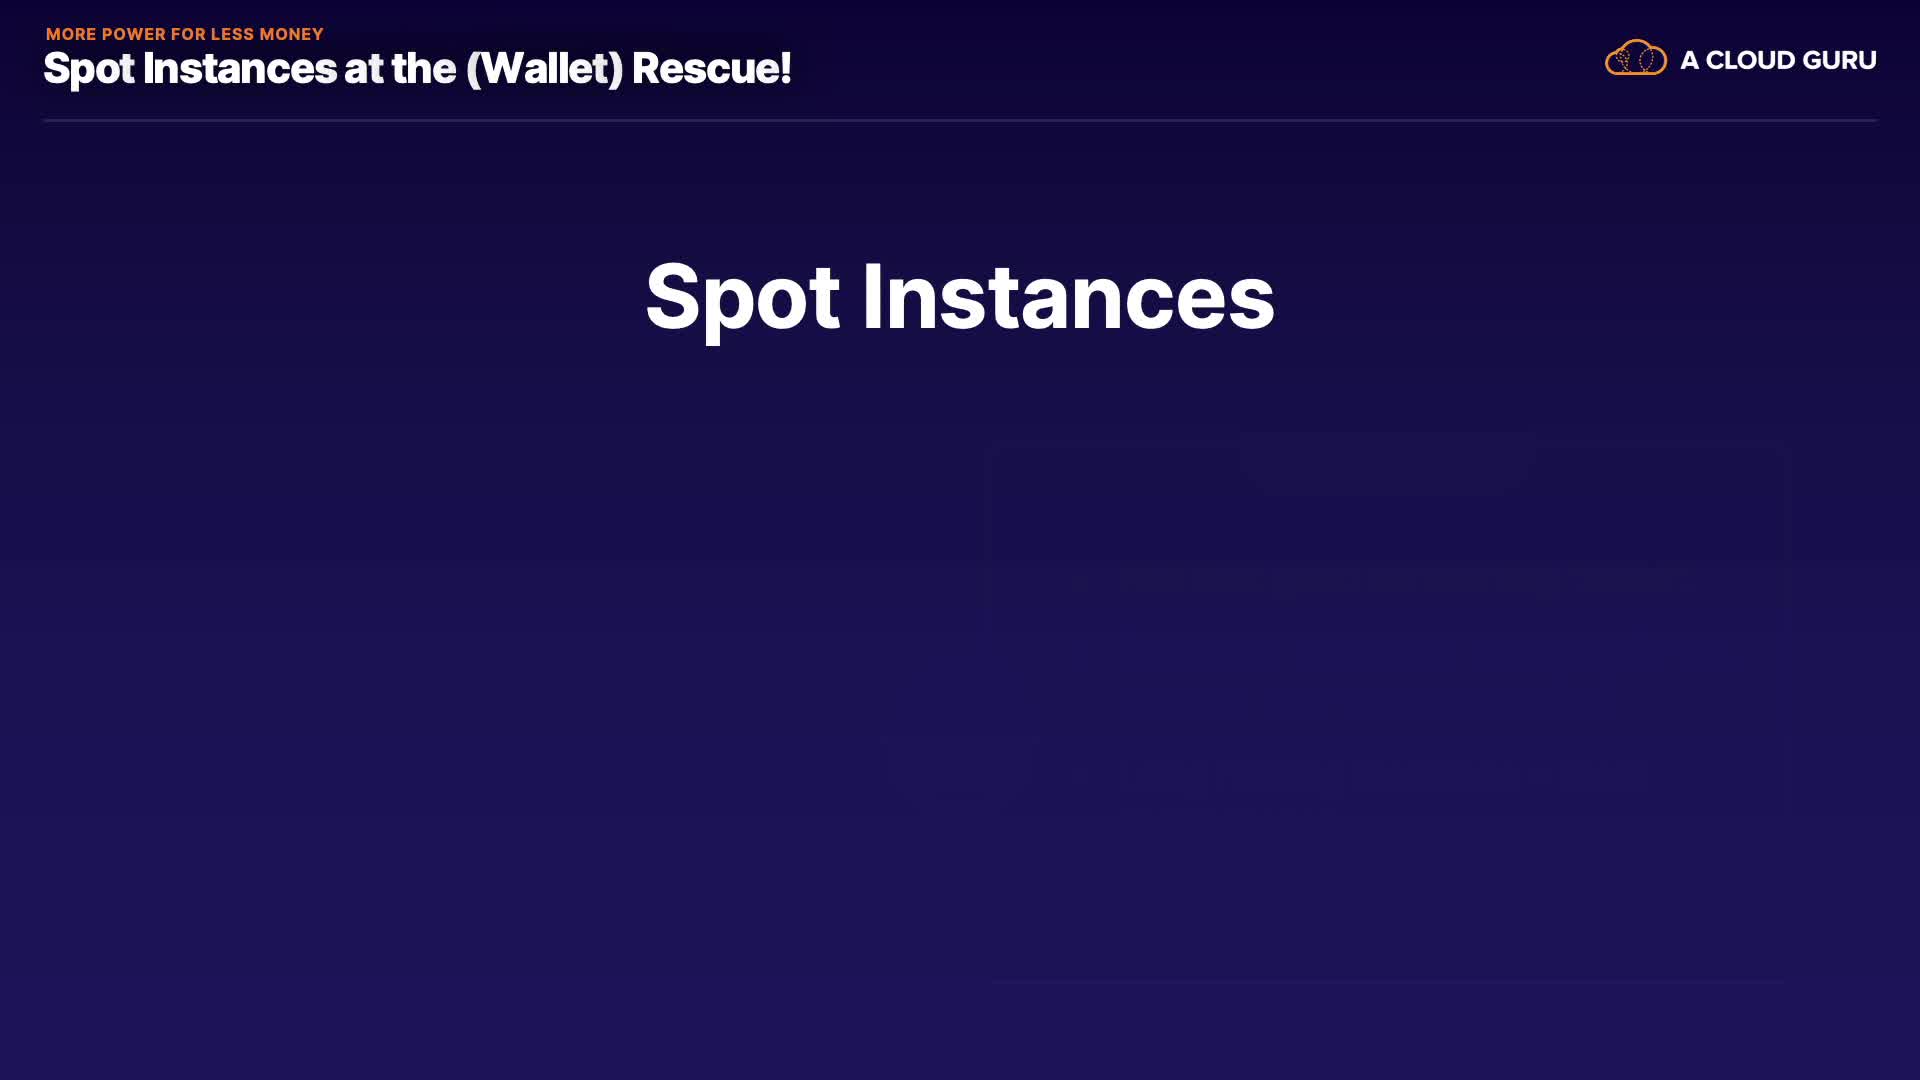 MORE POWER FOR LESS MONEY
Spot Instances at the (Wallet) Rescue!
A CLOUD GURU
Spot Instances